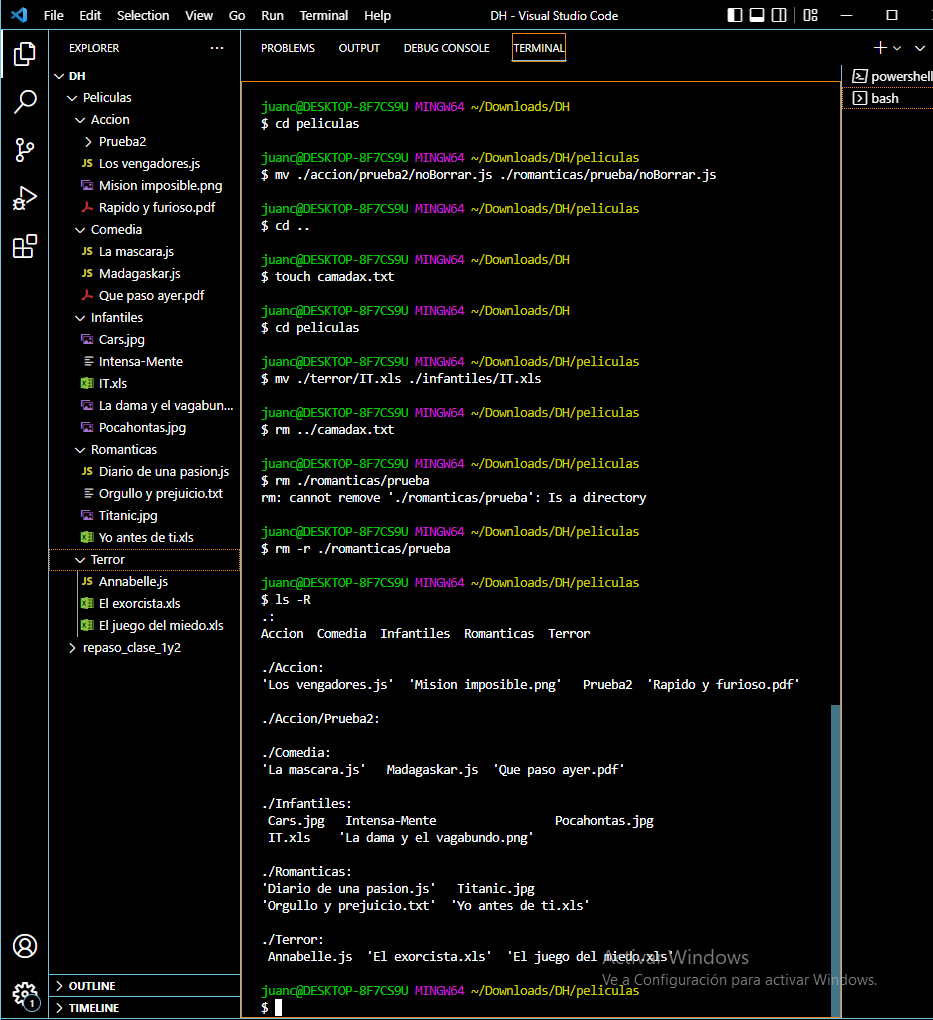 File Edit Selection View Go Run Terminal Help DH - Visual Studio Code
EXPLORER ...
DH
Peliculas
Accion
Prueba2
JS Los vengadores.js
Mision imposible.png
Rapido y furioso.pdf
Comedia
JS La mascara.js
JS Madagaskar.js
Que paso ayer.pdf
Infantiles
Cars.jpg
Intensa-Mente
IT.xls
La dama y el vagabun...
Pocahontas.jpg
Romanticas
JS Diario de una pasion.js
Orgullo y prejuicio.txt
Titanic.jpg
Yo antes de ti.xls
Terror
JS Annabelle.js
El exorcista.xls
El juego del miedo.xls
repaso_clase_1y2
OUTLINE
TIMELINE
1
PROBLEMS OUTPUT DEBUG CONSOLE TERMINAL
juanc@DESKTOP-8F7CS9U MINGW64 ~/Downloads/DH
$ cd peliculas
juanc@DESKTOP-8F7CS9U MINGW64 ~/Downloads/DH/peliculas
$ mv ./accion/prueba2/noBorrar.js ./romanticas/prueba/noBorrar.js
juanc@DESKTOP-8F7CS9U MINGW64 ~/Downloads/DH/peliculas
$ cd ..
juanc@DESKTOP-8F7CS9U MINGW64 ~/Downloads/DH
$ touch camadax.txt
juanc@DESKTOP-8F7CS9U MINGW64 ~/Downloads/DH
$ cd peliculas
juanc@DESKTOP-8F7CS9U MINGW64 ~/Downloads/DH/peliculas
$ mv ./terror/IT.xls ./infantiles/IT.xls
juanc@DESKTOP-8F7CS9U MINGW64 ~/Downloads/DH/peliculas
$ rm ../camadax.txt
juanc@DESKTOP-8F7CS9U MINGW64 ~/Downloads/DH/peliculas
$ rm ./romanticas/prueba
rm: cannot remove './romanticas/prueba': Is a directory
juanc@DESKTOP-8F7CS9U MINGW64 ~/Downloads/DH/peliculas
$ rm -r ./romanticas/prueba
juanc@DESKTOP-8F7CS9U MINGW64 ~/Downloads/DH/peliculas
$ ls -R
.:
Accion Comedia Infantiles Romanticas Terror
./Accion:
'Los vengadores.js' 'Mision imposible.png' Prueba2 'Rapido y furioso.pdf'
./Accion/Prueba2:
./Comedia:
'La mascara.js' Madagaskar.js 'Que paso ayer.pdf'
./Infantiles:
Cars.jpg Intensa-Mente Pocahontas.jpg
IT.xls 'La dama y el vagabundo.png'
./Romanticas:
'Diario de una pasion.js' Titanic.jpg
'Orgullo y prejuicio.txt' 'Yo antes de ti.xls'
./Terror:
Annabelle.js 'El exorcista.xls' 'El juego del miedo.xls'
juanc@DESKTOP-8F7CS9U MINGW64 ~/Downloads/DH/peliculas
$
powershell
bash
Activar Windows
Ve a Configuración para activar Windows.